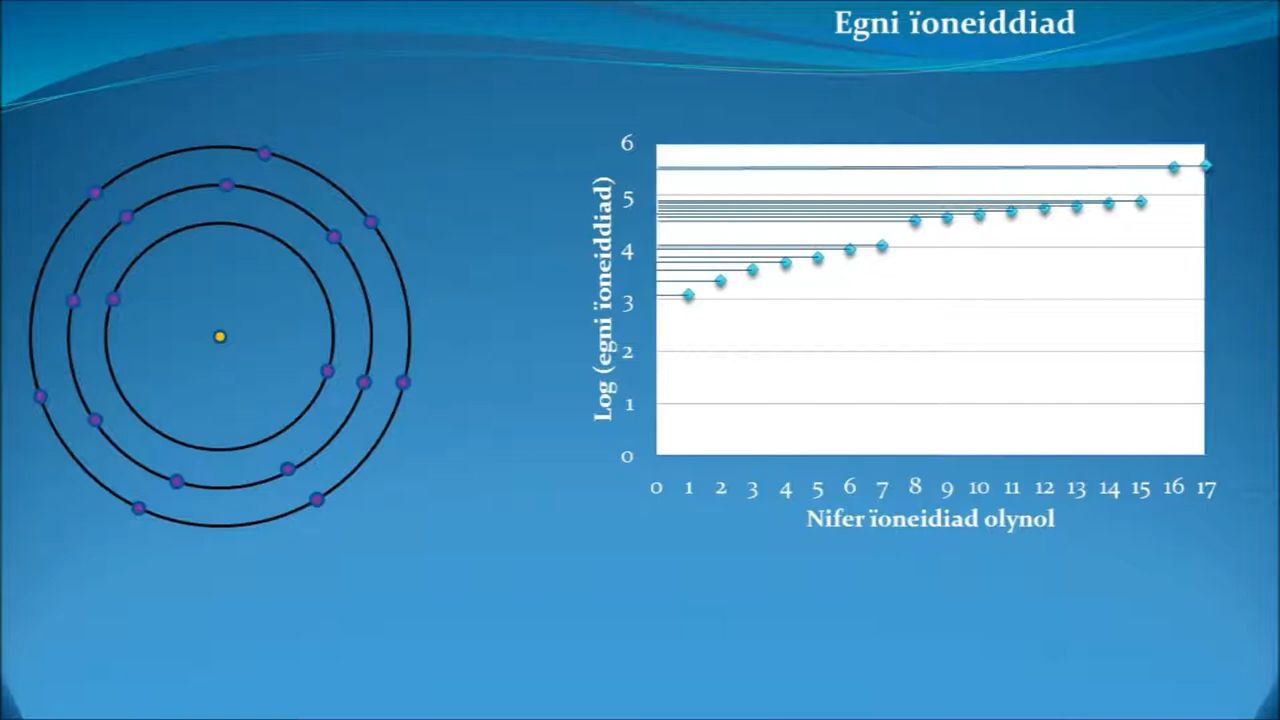 Egni ïoneiddiad
Log (egni ïoneiddiad)
6
5
4
3
2
1
0
0 1 2 3 4 5 6 7 8 9 10 11 12 13 14 15 16 17
Nifer ïoneidiad olynol